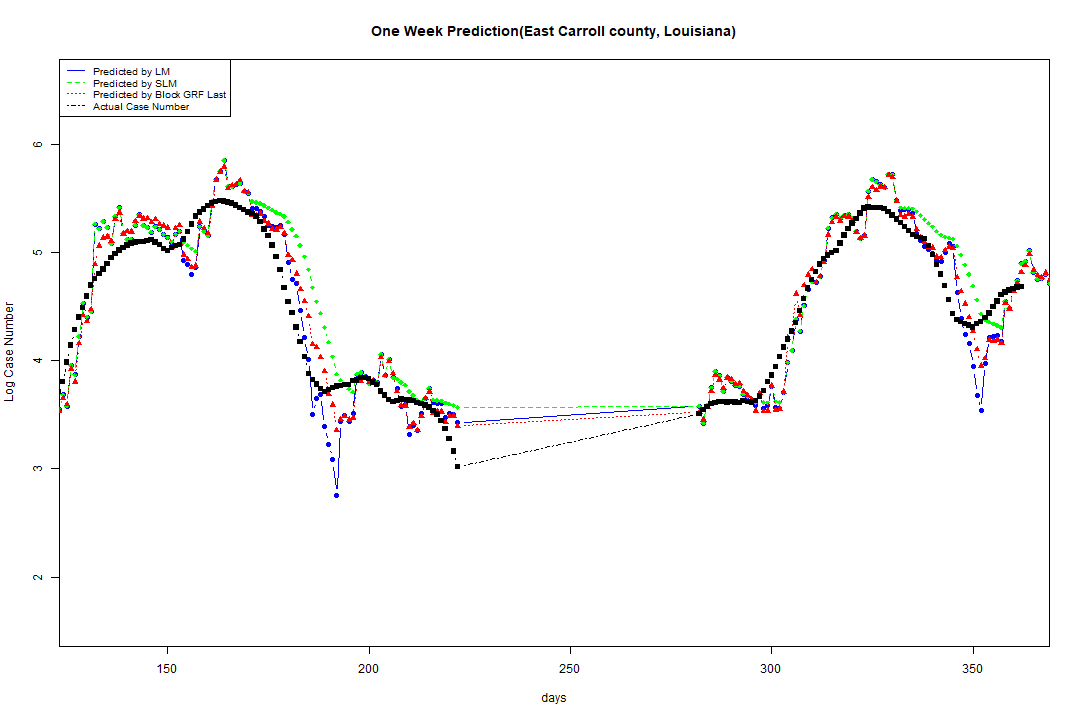 One Week Prediction(East Carroll county, Louisiana)
Predicted by LM
Predicted by SLM
Predicted by Block GRF Last
Actual Case Number
Log Case Number
6
5
4
3
2
150 200 250 300 350
days